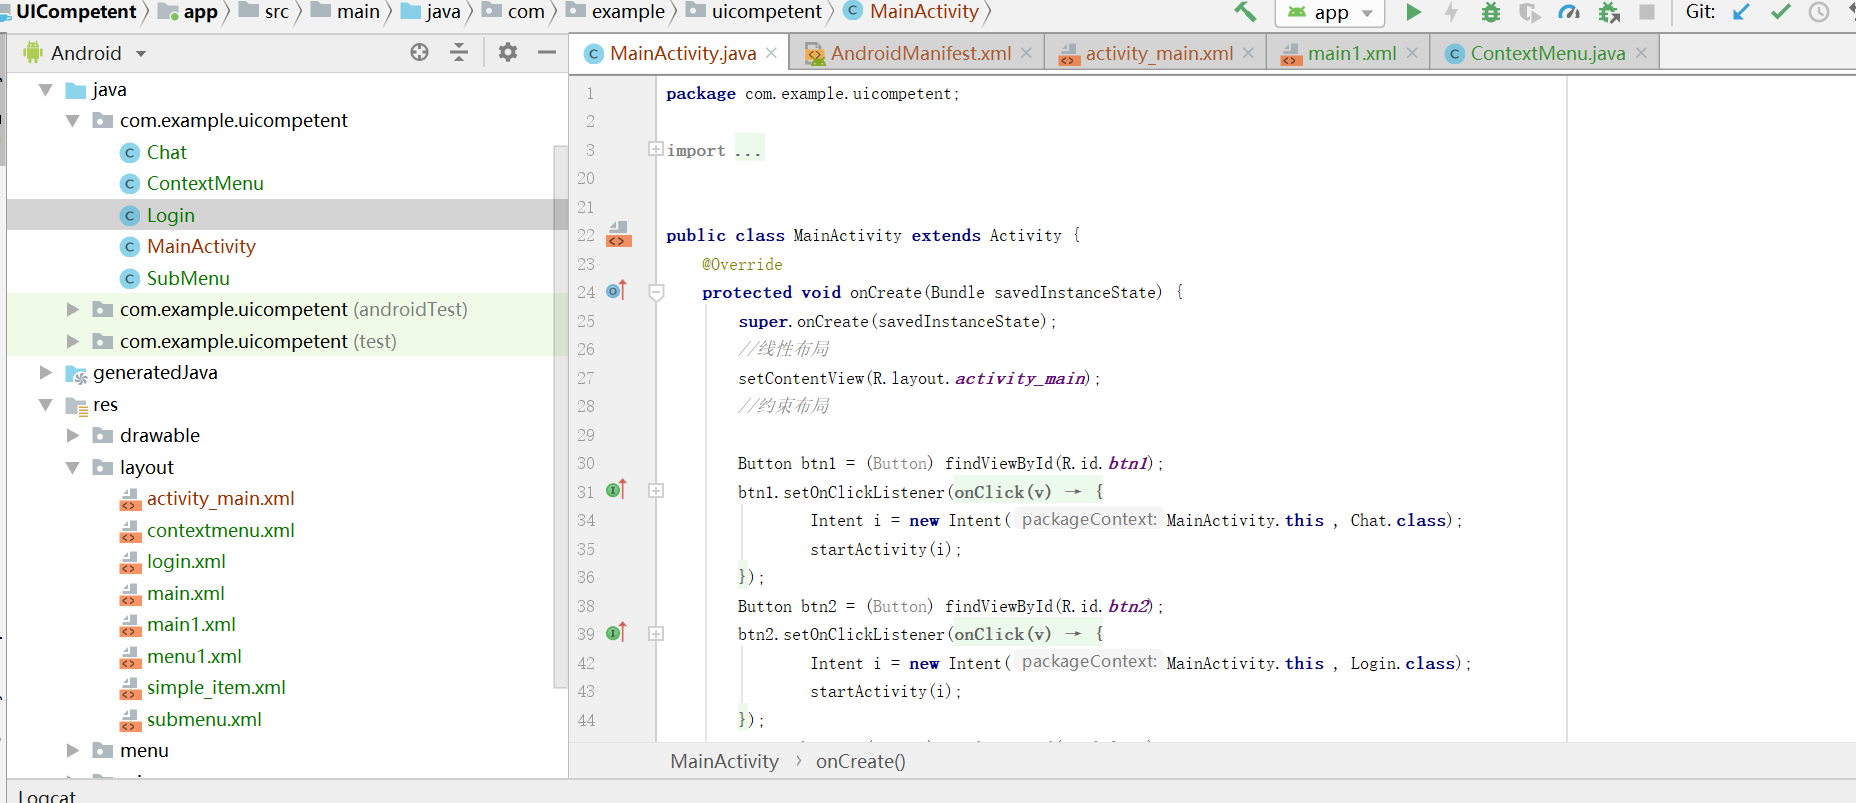 UICompetent app src main java com example uicompetent MainActivity app Git:
Android
MainActivity.java AndroidManifest.xml activity_main.xml main1.xml ContextMenu.java
java
com.example.uicompetent
Chat
ContextMenu
Login
MainActivity
SubMenu
com.example.uicompetent (androidTest)
com.example.uicompetent (test)
generatedJava
res
drawable
layout
activity_main.xml
contextmenu.xml
login.xml
main.xml
main1.xml
menu1.xml
simple_item.xml
submenu.xml
menu
1 package com.example.uicompetent;
2
3 import ...
20
21
22 public class MainActivity extends Activity {
23 @Override
24 protected void onCreate(Bundle savedInstanceState) {
25 super.onCreate(savedInstanceState);
26 //线性布局
27 setContentView(R.layout.activity_main);
28 //约束布局
29
30 Button btn1 = (Button) findViewById(R.id.btn1);
31 btn1.setOnClickListener(onClick(v) → {
34 Intent i = new Intent( packageContext: MainActivity.this , Chat.class);
35 startActivity(i);
36 });
38 Button btn2 = (Button) findViewById(R.id.btn2);
39 btn2.setOnClickListener(onClick(v) → {
42 Intent i = new Intent( packageContext: MainActivity.this , Login.class);
43 startActivity(i);
44 });
MainActivity › onCreate()
Logcat